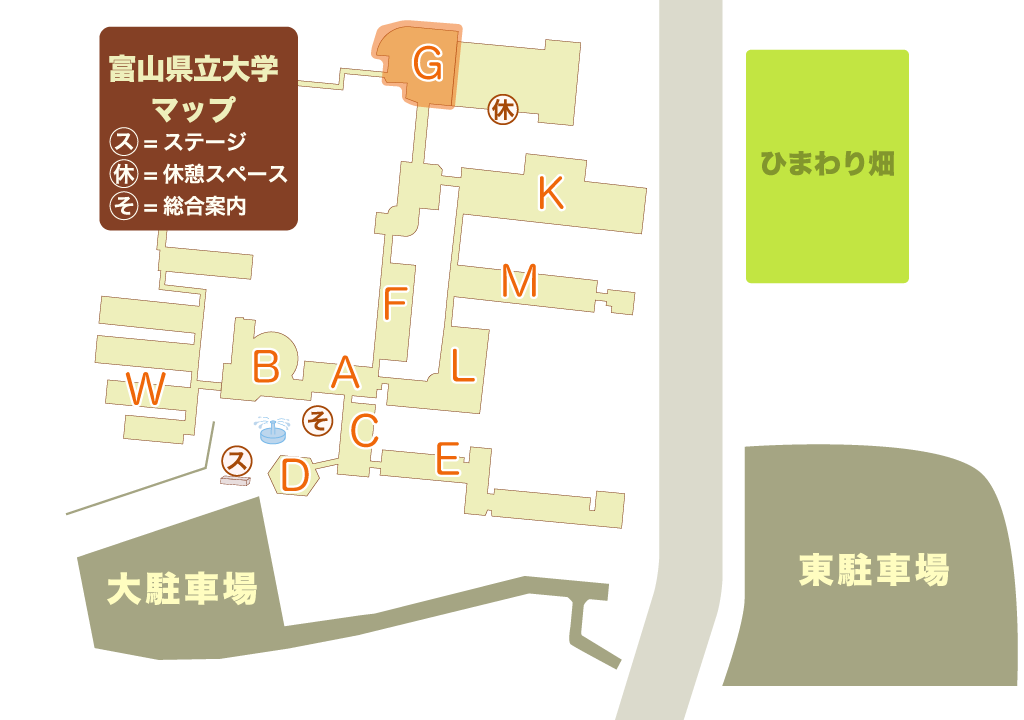 富山県立大学
マップ
ス = ステージ
休 = 休憩スペース
そ = 総合案内
G
休
K
ひまわり畑
M
F
B
A
L
W
そ
C
ス
D
E
大駐車場
東駐車場